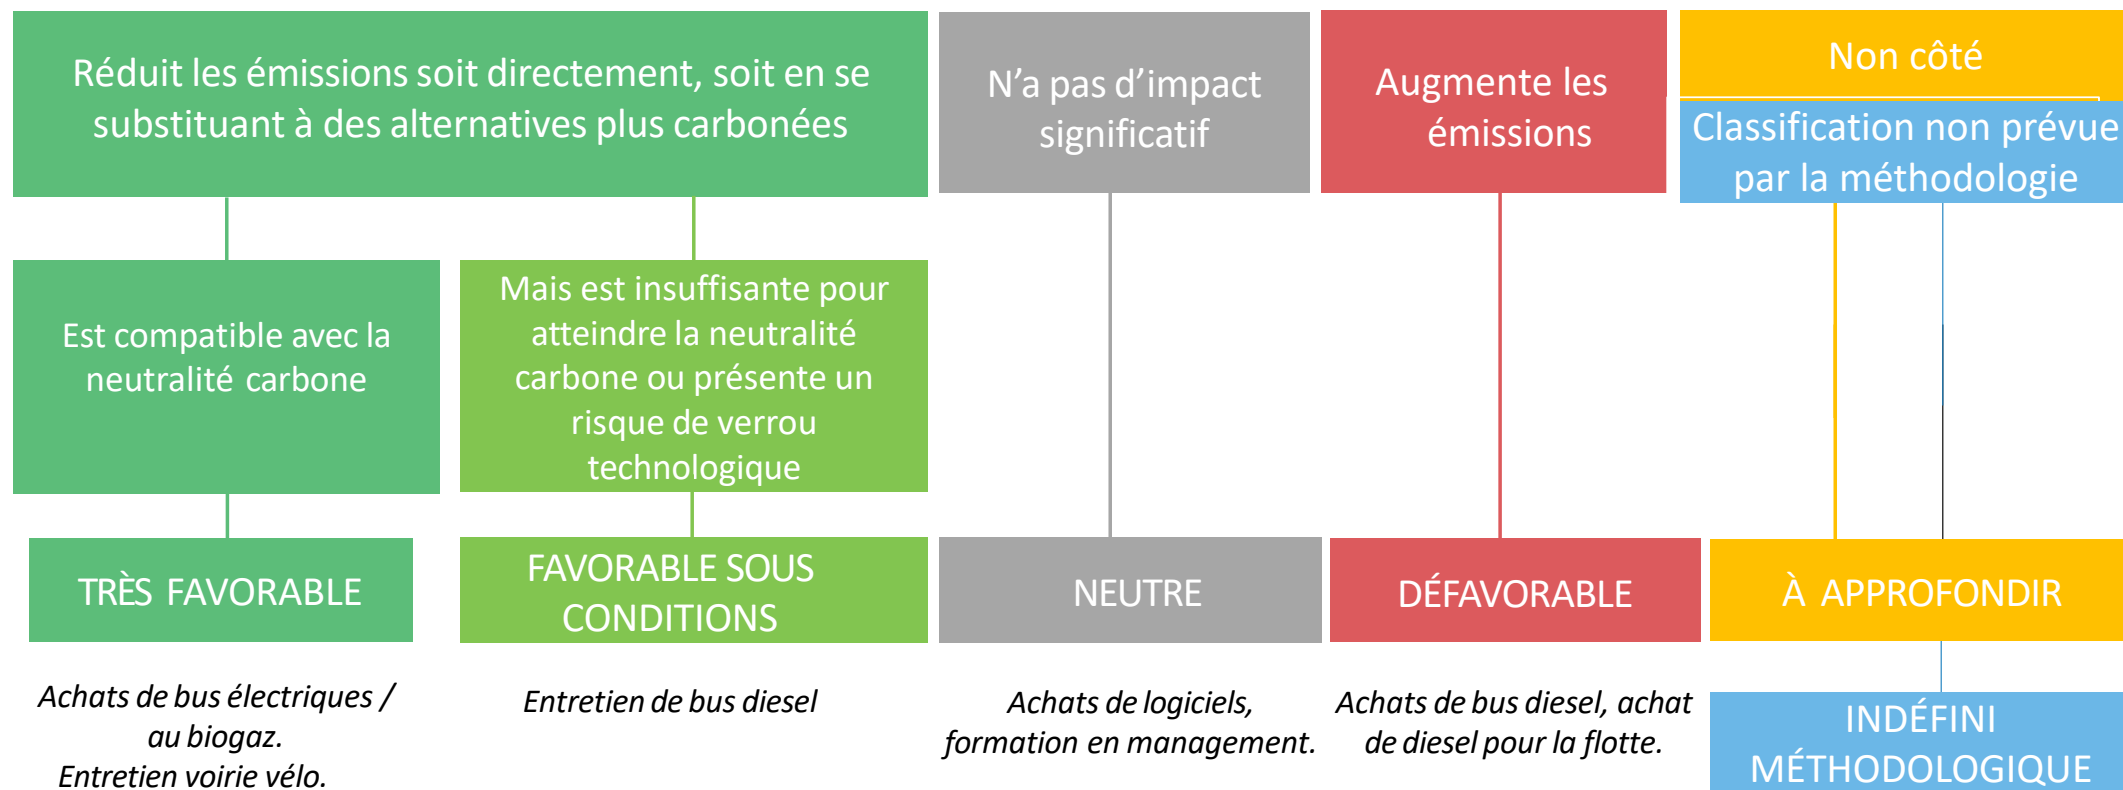 Réduit les émissions soit directement, soit en se
substituant à des alternatives plus carbonées
N’a pas d’impact
significatif
Augmente les
émissions
Non côté
Classification non prévue
par la méthodologie
Est compatible avec la
neutralité carbone
Mais est insuffisante pour
atteindre la neutralité
carbone ou présente un
risque de verrou
technologique
TRÈS FAVORABLE
FAVORABLE SOUS
CONDITIONS
NEUTRE
DÉFAVORABLE
À APPROFONDIR
Achats de bus électriques /
au biogaz.
Entretien voirie vélo.
Entretien de bus diesel
Achats de logiciels,
formation en management.
Achats de bus diesel, achat
de diesel pour la flotte.
INDÉFINI
MÉTHODOLOGIQUE